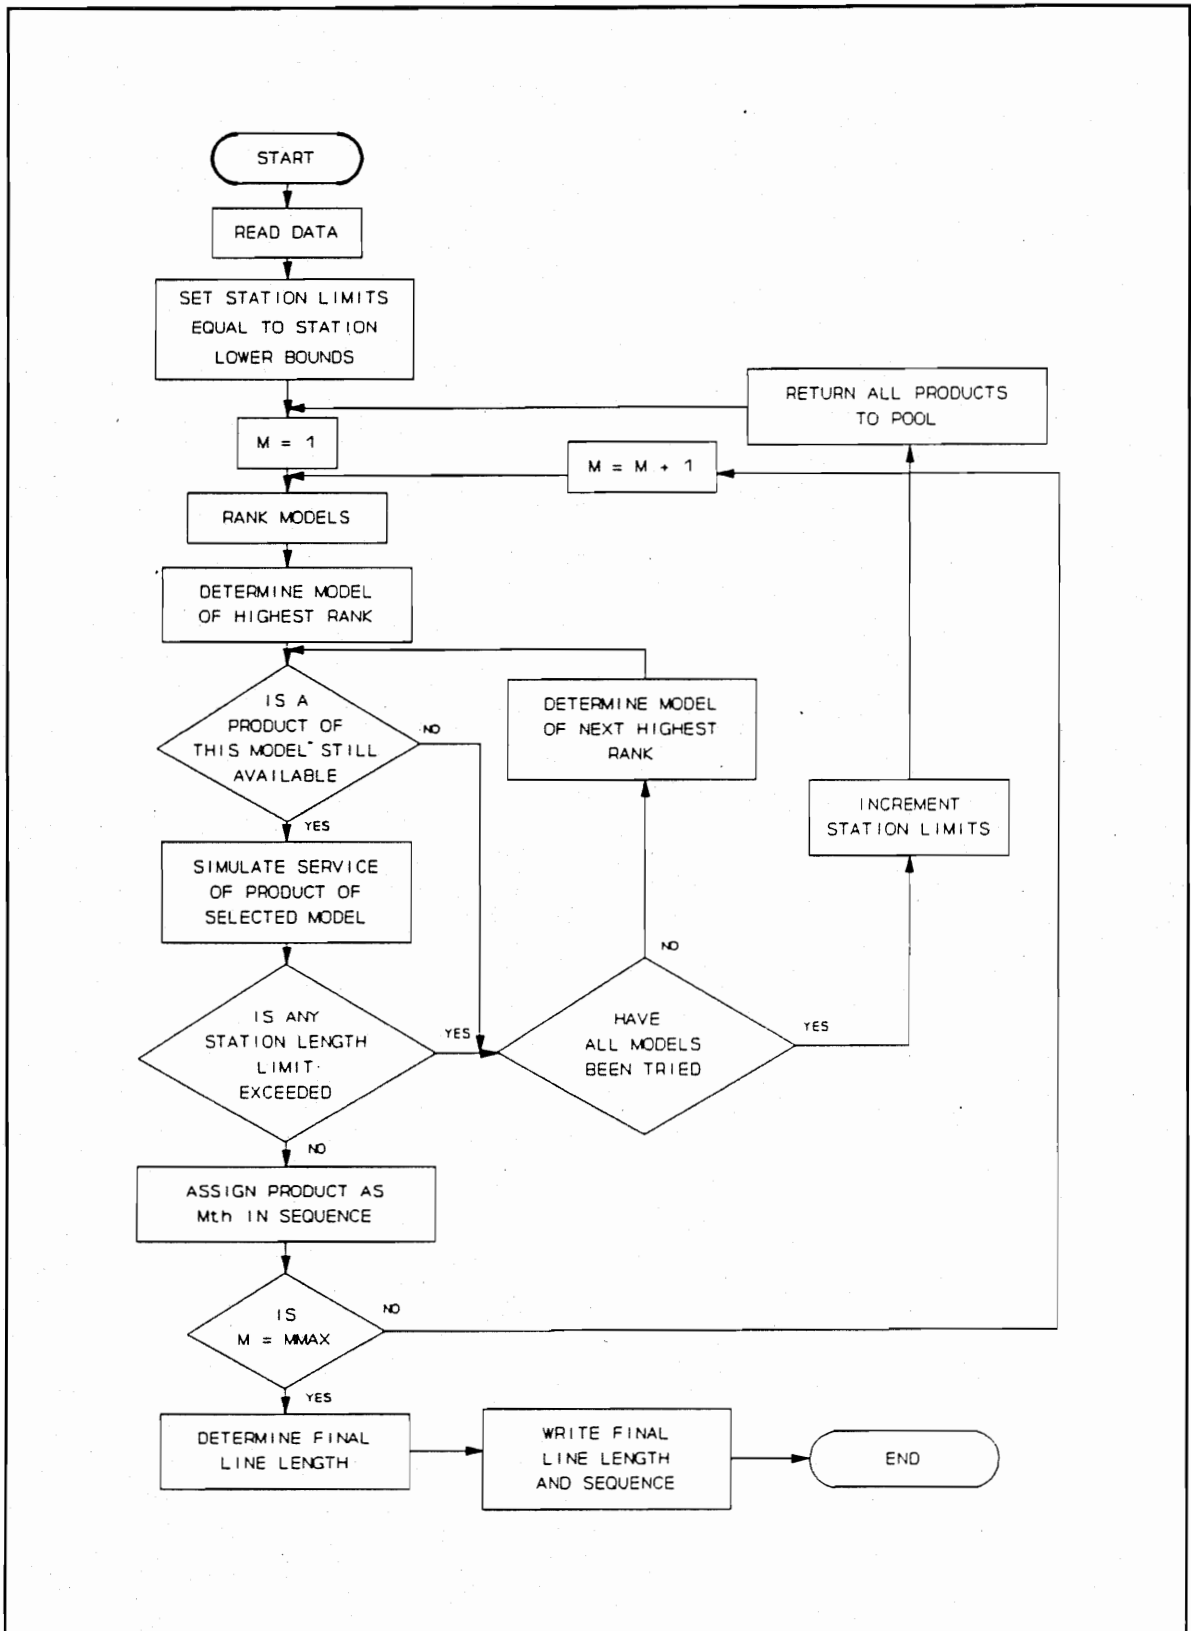 START
READ DATA
SET STATION LIMITS
EQUAL TO STATION
LOWER BOUNDS
RETURN ALL PRODUCTS
TO POOL
M = 1
M = M + 1
RANK MODELS
DETERMINE MODEL
OF HIGHEST RANK
IS A
PRODUCT OF
THIS MODEL STILL
AVAILABLE
NO
DETERMINE MODEL
OF NEXT HIGHEST
RANK
INCREMENT
STATION LIMITS
YES
SIMULATE SERVICE
OF PRODUCT OF
SELECTED MODEL
NO
IS ANY
STATION LENGTH
LIMIT
EXCEEDED
YES
HAVE
ALL MODELS
BEEN TRIED
YES
NO
ASSIGN PRODUCT AS
Mth IN SEQUENCE
IS
M = MMAX
NO
YES
DETERMINE FINAL
LINE LENGTH
WRITE FINAL
LINE LENGTH
AND SEQUENCE
END